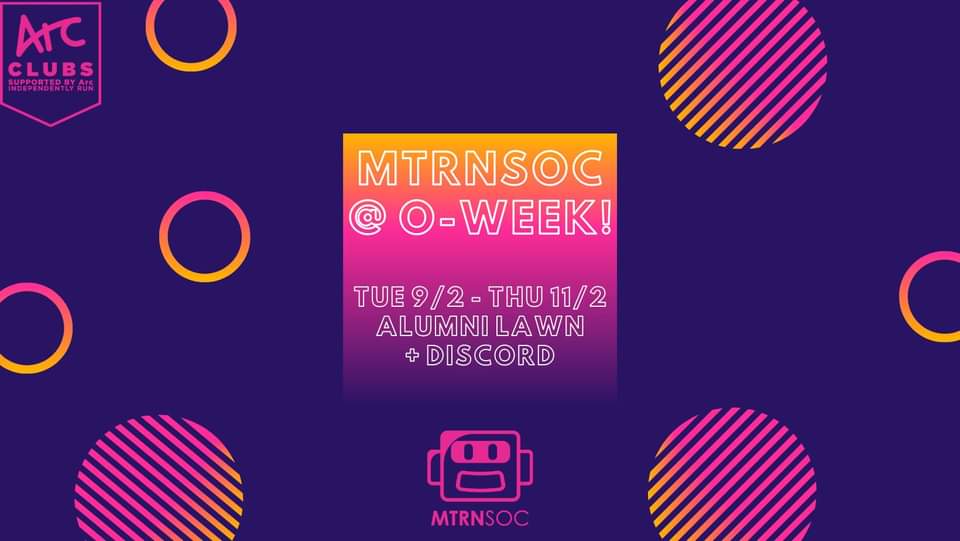 Arc
CLUBS
SUPPORTED BY Arc
INDEPENDENTLY RUN
MTRNSOC
@ O-WEEK!
TUE 9/2 - THU 11/2
ALUMNI LAWN
+ DISCORD
MTRNSOC